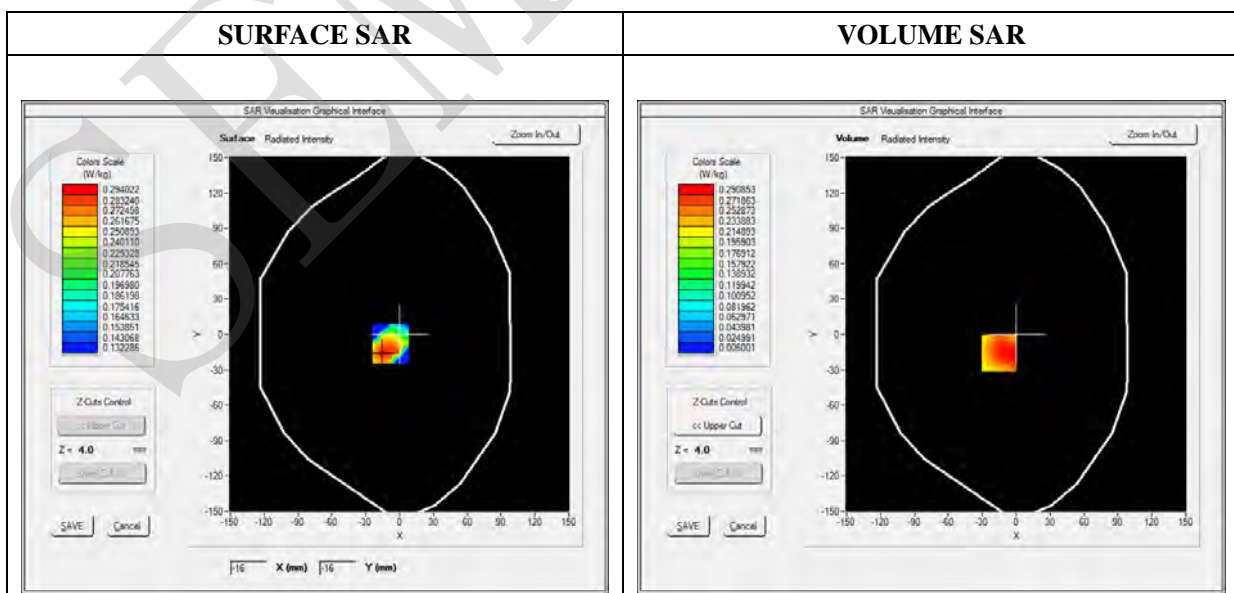 SURFACE SAR
SAR Visualisation Graphical Interface
Surface Radiated Intensity
Zoom In/Out
Colors Scale
(W/kg)
0.294022
0.283240
0.272458
0.261675
0.250893
0.240110
0.229328
0.218545
0.207763
0.196980
0.186198
0.175416
0.164633
0.153851
0.143068
0.132286
Z-Cuts Control
<< Upper Cut
Z = 4.0 mm
SAVE
Cancel
150
120
90
60
30
0
-30
-60
-90
-120
-150
Y
-150 -120 -90 -60 -30 0 30 60 90 120 150
X
-16 X (mm) -16 Y (mm)
VOLUME SAR
SAR Visualisation Graphical Interface
Volume Radiated Intensity
Zoom In/Out
Colors Scale
(W/kg)
0.290853
0.271863
0.252873
0.233883
0.214893
0.195903
0.176912
0.157922
0.138932
0.119942
0.100952
0.081962
0.062971
0.043981
0.024991
0.006001
Z-Cuts Control
<< Upper Cut
Z = 4.0 mm
SAVE
Cancel
150
120
90
60
30
0
-30
-60
-90
-120
-150
Y
-150 -120 -90 -60 -30 0 30 60 90 120 150
X